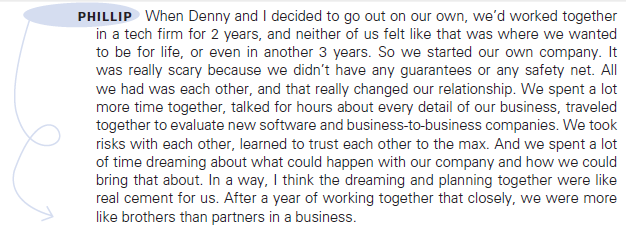 PHILLIP When Denny and I decided to go out on our own, we'd worked together
in a tech firm for 2 years, and neither of us felt like that was where we wanted
to be for life, or even in another 3 years. So we started our own company. It
was really scary because we didn't have any guarantees or any safety net. All
we had was each other, and that really changed our relationship. We spent a lot
more time together, talked for hours about every detail of our business, traveled
together to evaluate new software and business-to-business companies. We took
risks with each other, learned to trust each other to the max. And we spent a lot
of time dreaming about what could happen with our company and how we could
bring that about. In a way, I think the dreaming and planning together were like
real cement for us. After a year of working together that closely, we were more
like brothers than partners in a business.